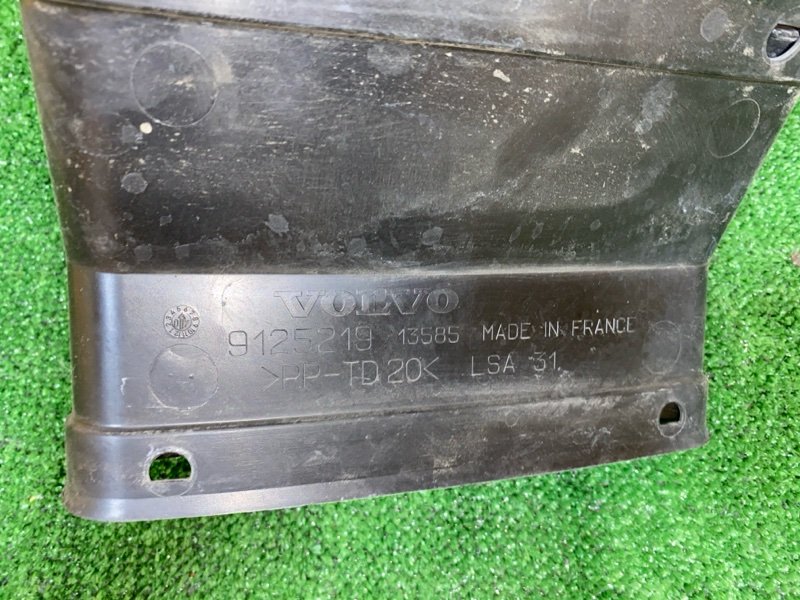 VOLVO
9125219 13585 MADE IN FRANCE
>PP-TD20< LSA 31.